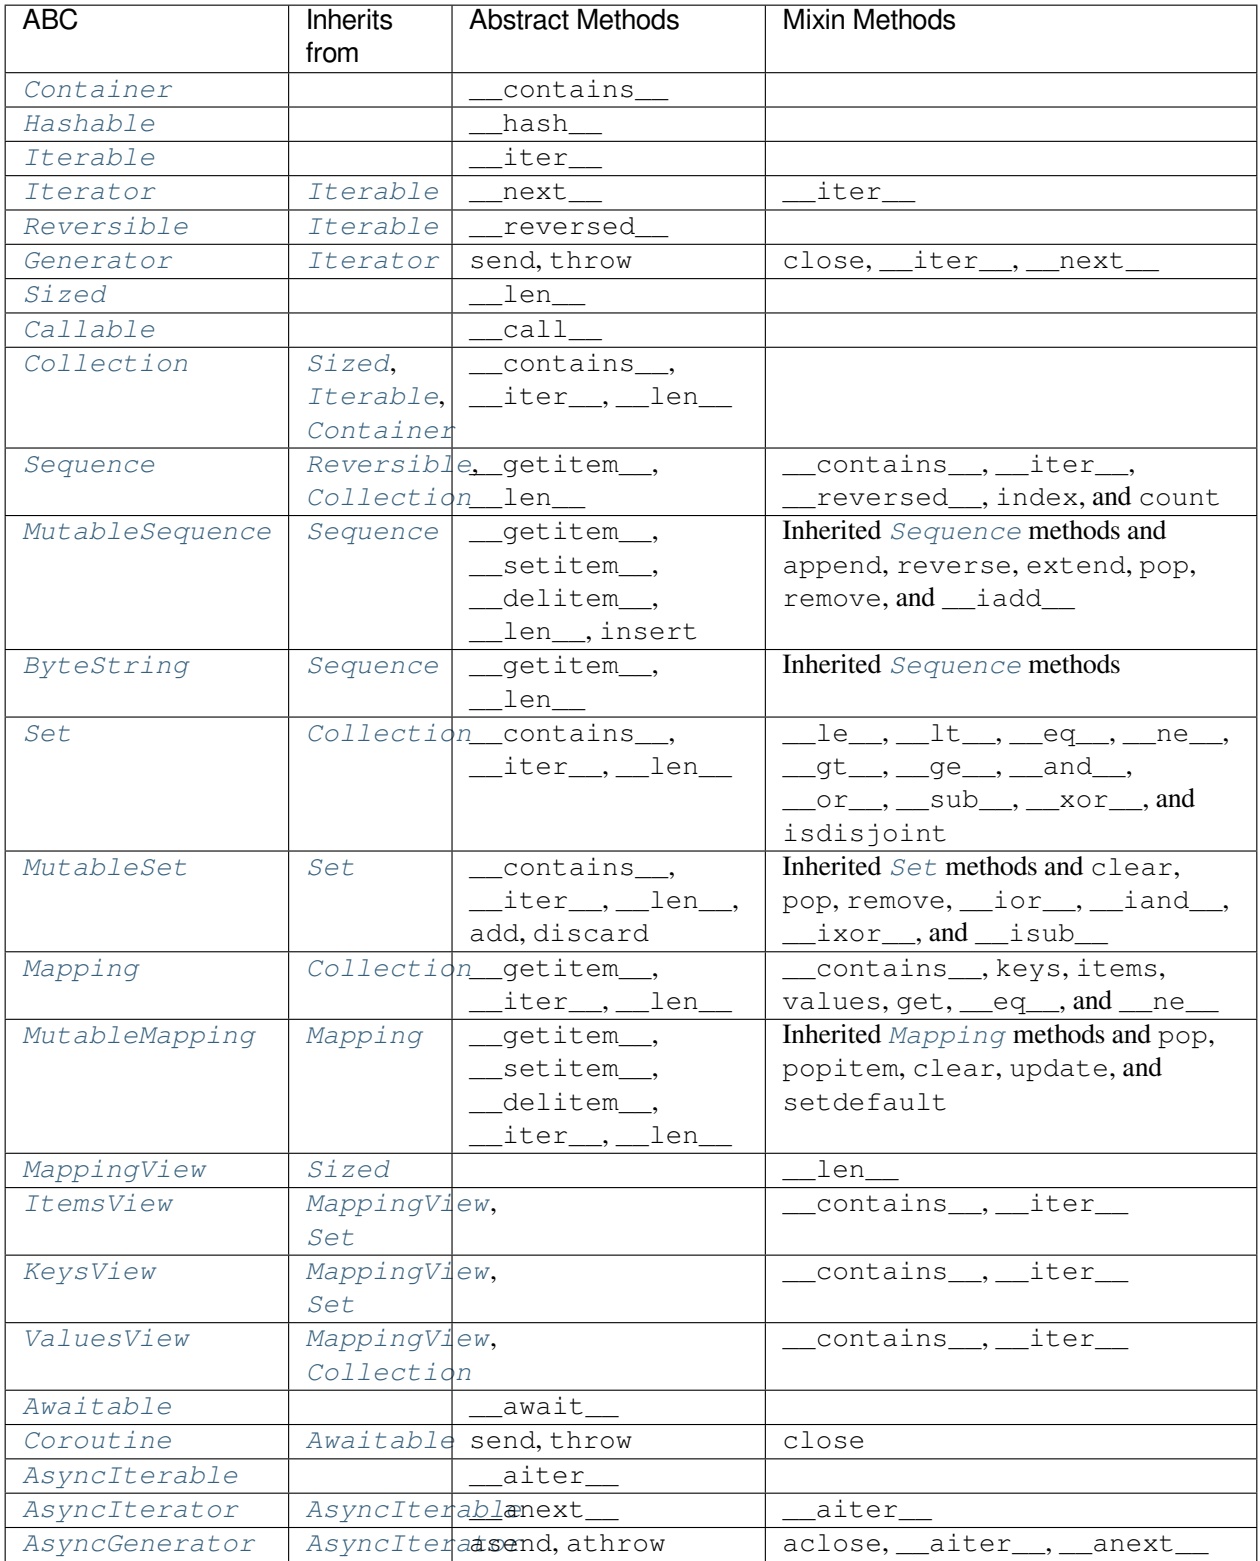 ABC Inherits from Abstract Methods Mixin Methods
Container __contains__
Hashable __hash__
Iterable __iter__
Iterator Iterable __next__ __iter__
Reversible Iterable __reversed__
Generator Iterator send, throw close, __iter__, __next__
Sized __len__
Callable __call__
Collection Sized, __contains__,
Iterable, __iter__, __len__
Container
Sequence Reversible, __getitem__, __contains__, __iter__,
Collection __len__ __reversed__, index, and count
MutableSequence Sequence __getitem__, Inherited Sequence methods and
__setitem__, append, reverse, extend, pop,
__delitem__, remove, and __iadd__
__len__, insert
ByteString Sequence __getitem__, Inherited Sequence methods
__len__
Set Collection __contains__, __le__, __lt__, __eq__, __ne__,
__iter__, __len__ __gt__, __ge__, __and__,
__or__, __sub__, __xor__, and
isdisjoint
MutableSet Set __contains__, Inherited Set methods and clear,
__iter__, __len__, pop, remove, __ior__, __iand__,
add, discard __ixor__, and __isub__
Mapping Collection __getitem__, __contains__, keys, items,
__iter__, __len__ values, get, __eq__, and __ne__
MutableMapping Mapping __getitem__, Inherited Mapping methods and pop,
__setitem__, popitem, clear, update, and
__delitem__, setdefault
__iter__, __len__
MappingView Sized __len__
ItemsView MappingView, __contains__, __iter__
Set
KeysView MappingView, __contains__, __iter__
Set
ValuesView MappingView, __contains__, __iter__
Collection
Awaitable __await__
Coroutine Awaitable send, throw close
AsyncIterable __aiter__
AsyncIterator AsyncIterable __anext__ __aiter__
AsyncGenerator AsyncIterator asend, athrow aclose, __aiter__, __anext__